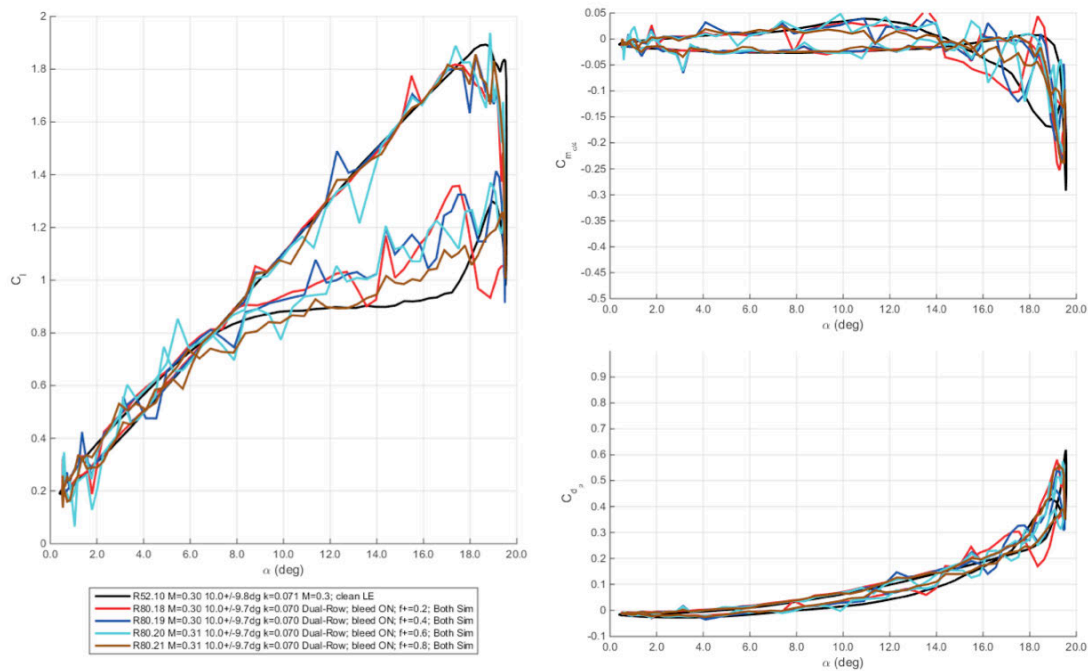 2
1.8
1.6
1.4
1.2
1
0.8
0.6
0.4
0.2
0
C_l
0.0 2.0 4.0 6.0 8.0 10.0 12.0 14.0 16.0 18.0 20.0
α (deg)
R52.10 M=0.30 10.0+/-9.8dg k=0.071 M=0.3; clean LE
R80.18 M=0.30 10.0+/-9.7dg k=0.070 Dual-Row; bleed ON; f+=0.2; Both Sim
R80.19 M=0.30 10.0+/-9.7dg k=0.070 Dual-Row; bleed ON; f+=0.4; Both Sim
R80.20 M=0.31 10.0+/-9.7dg k=0.070 Dual-Row; bleed ON; f+=0.6; Both Sim
R80.21 M=0.31 10.0+/-9.7dg k=0.070 Dual-Row; bleed ON; f+=0.8; Both Sim
0.05
0
-0.05
-0.1
-0.15
-0.2
-0.25
-0.3
-0.35
-0.4
-0.45
-0.5
C_m
0.0 2.0 4.0 6.0 8.0 10.0 12.0 14.0 16.0 18.0 20.0
α (deg)
0.9
0.8
0.7
0.6
0.5
0.4
0.3
0.2
0.1
0
-0.1
C_d_p
0.0 2.0 4.0 6.0 8.0 10.0 12.0 14.0 16.0 18.0 20.0
α (deg)